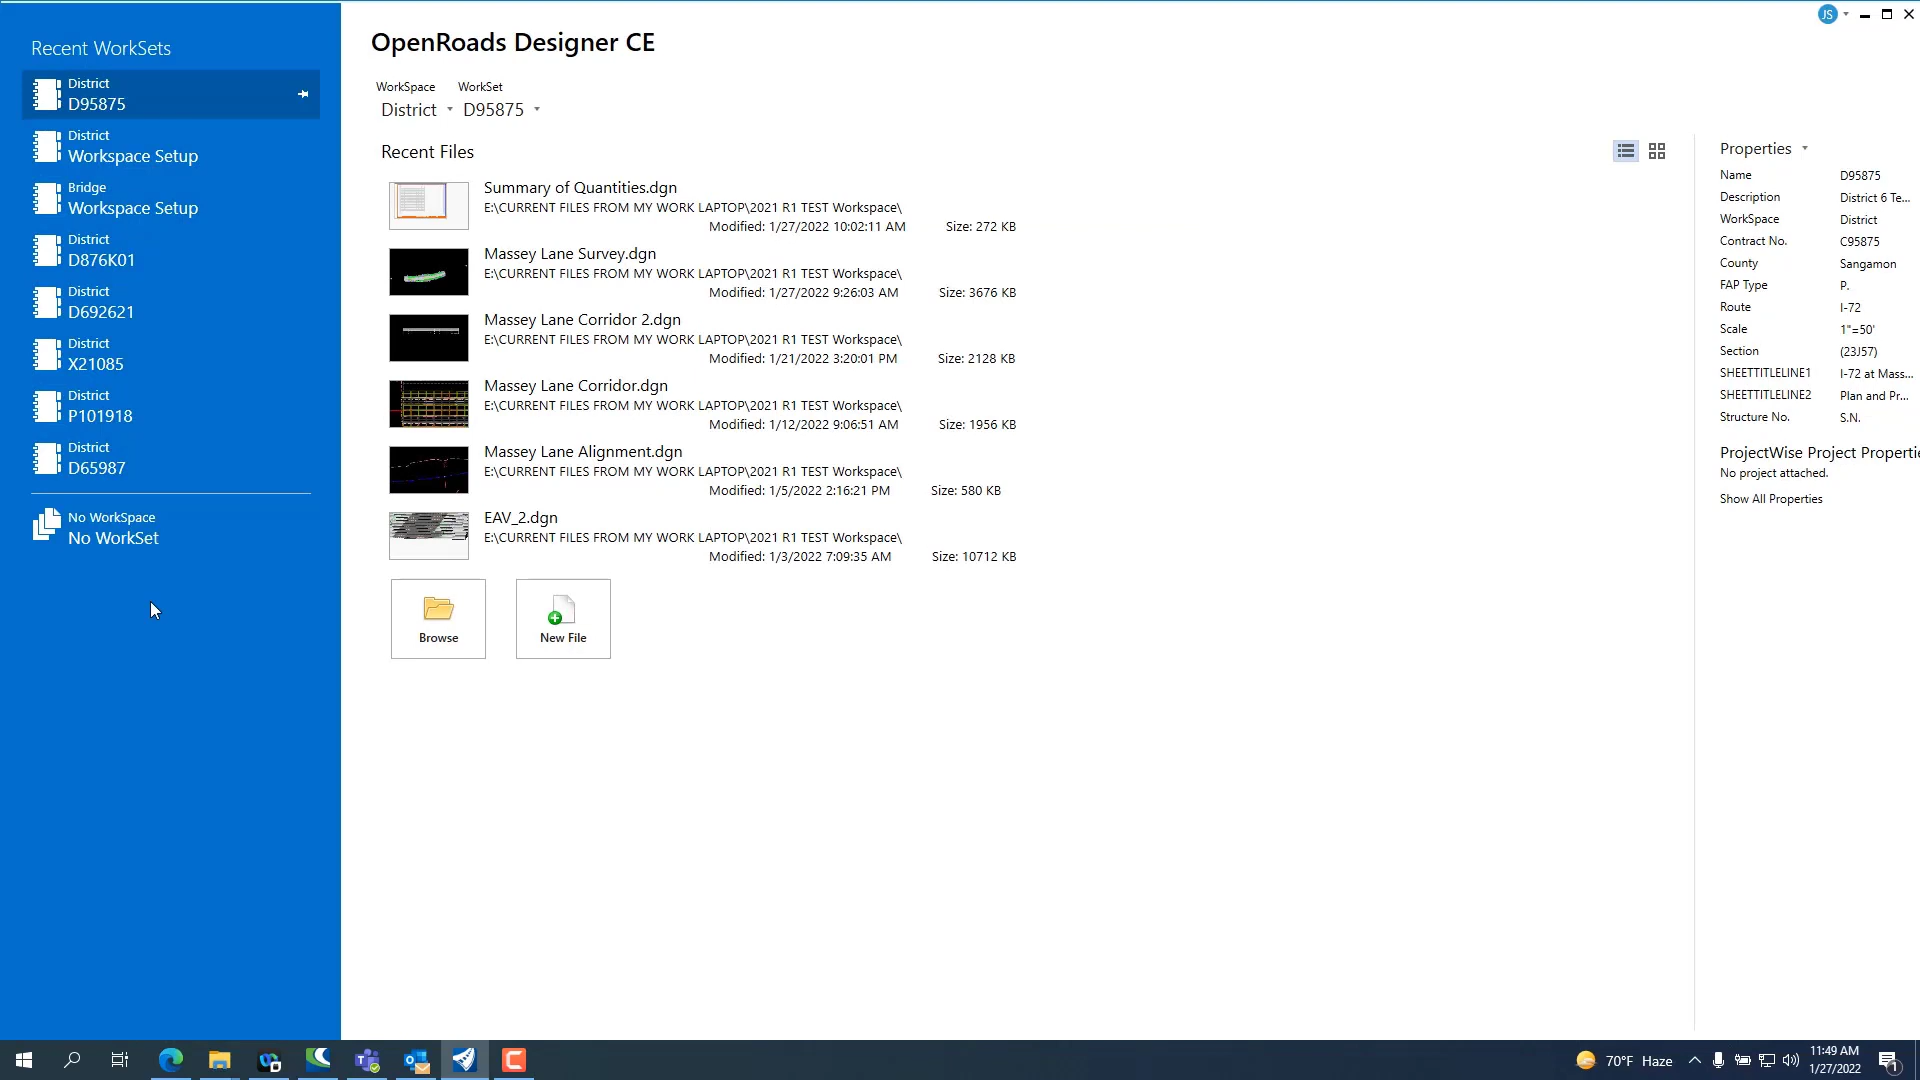 Recent WorkSets
District
D95875
District
Workspace Setup
Bridge
Workspace Setup
District
D876K01
District
D692621
District
X21085
District
P101918
District
D65987
No WorkSpace
No WorkSet
OpenRoads Designer CE
JS
WorkSpace WorkSet
District D95875
Recent Files
Summary of Quantities.dgn
E:\CURRENT FILES FROM MY WORK LAPTOP\2021 R1 TEST Workspace\
Modified: 1/27/2022 10:02:11 AM Size: 272 KB
Massey Lane Survey.dgn
E:\CURRENT FILES FROM MY WORK LAPTOP\2021 R1 TEST Workspace\
Modified: 1/27/2022 9:26:03 AM Size: 3676 KB
Massey Lane Corridor 2.dgn
E:\CURRENT FILES FROM MY WORK LAPTOP\2021 R1 TEST Workspace\
Modified: 1/21/2022 3:20:01 PM Size: 2128 KB
Massey Lane Corridor.dgn
E:\CURRENT FILES FROM MY WORK LAPTOP\2021 R1 TEST Workspace\
Modified: 1/12/2022 9:06:51 AM Size: 1956 KB
Massey Lane Alignment.dgn
E:\CURRENT FILES FROM MY WORK LAPTOP\2021 R1 TEST Workspace\
Modified: 1/5/2022 2:16:21 PM Size: 580 KB
EAV_2.dgn
E:\CURRENT FILES FROM MY WORK LAPTOP\2021 R1 TEST Workspace\
Modified: 1/3/2022 7:09:35 AM Size: 10712 KB
Browse
New File
Properties
Name D95875
Description District 6 Te...
WorkSpace District
Contract No. C95875
County Sangamon
FAP Type P.
Route I-72
Scale 1"=50'
Section (23J57)
SHEETTITLELINE1 I-72 at Mass...
SHEETTITLELINE2 Plan and Pr...
Structure No. S.N.
ProjectWise Project Properti
No project attached.
Show All Properties
70°F Haze
11:49 AM
1/27/2022
1